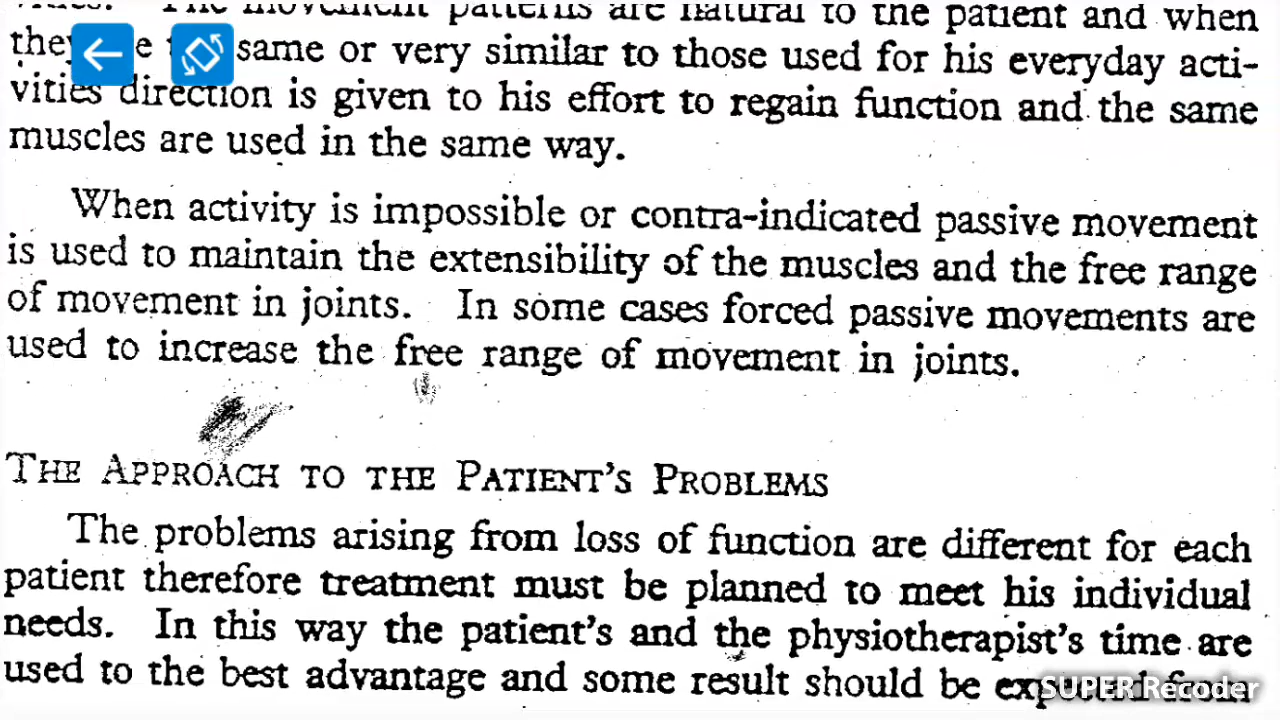 The movement patterns are natural to the patient and when
they e same or very similar to those used for his everyday acti-
vities direction is given to his effort to regain function and the same
muscles are used in the same way.
When activity is impossible or contra-indicated passive movement
is used to maintain the extensibility of the muscles and the free range
of movement in joints. In some cases forced passive movements are
used to increase the free range of movement in joints.
THE APPROACH TO THE PATIENT'S PROBLEMS
The problems arising from loss of function are different for each
patient therefore treatment must be planned to meet his individual
needs. In this way the patient's and the physiotherapist's time are
used to the best advantage and some result should be expected from
SUPER Recoder